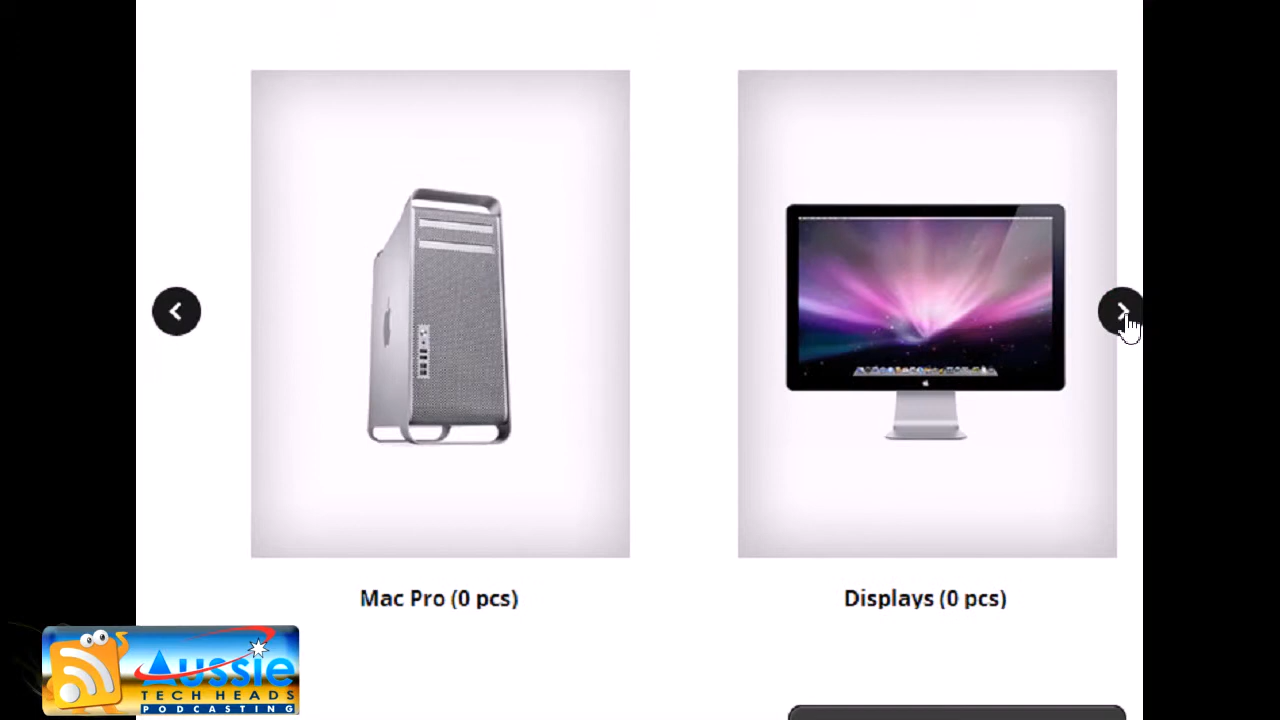 Mac Pro (0 pcs)
Displays (0 pcs)
Aussie
TECH HEADS
PODCASTING